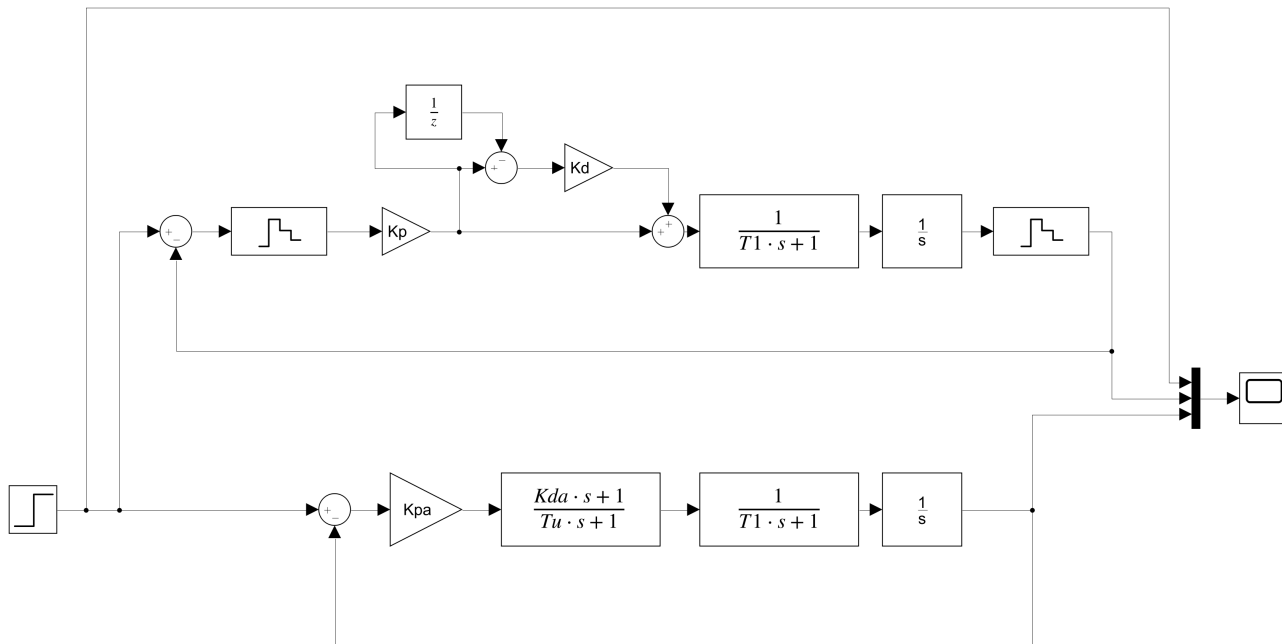 1
z
+
−
Kd
+
−
Kp
+
+
1
T1 · s + 1
1
s
+
−
Kpa
Kda · s + 1
Tu · s + 1
1
T1 · s + 1
1
s